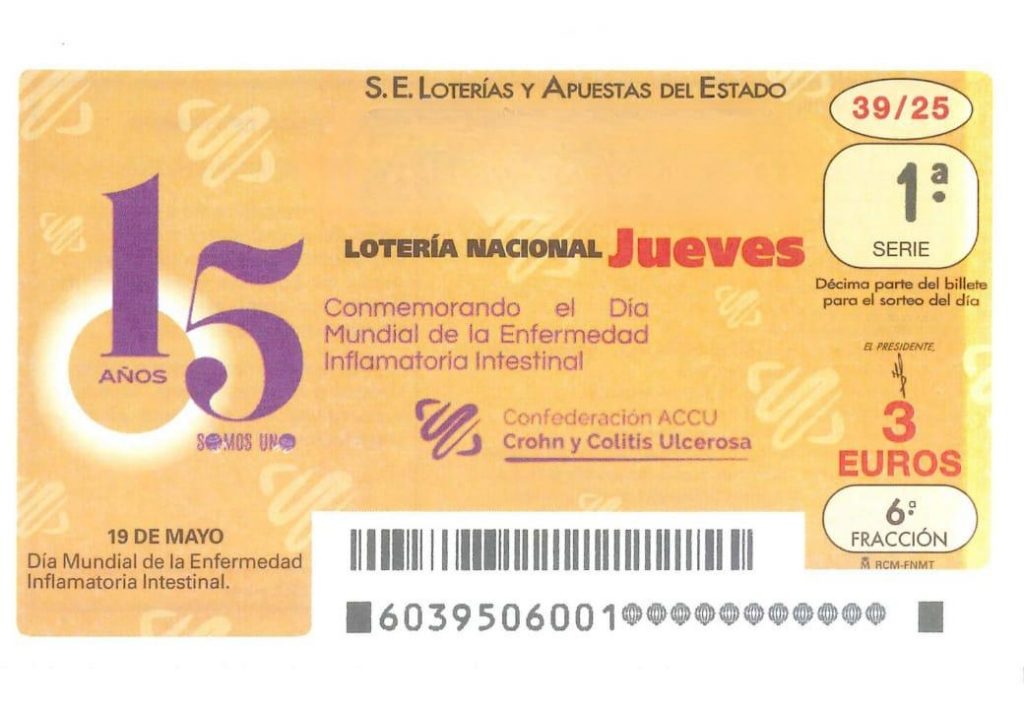 S.E. LOTERÍAS Y APUESTAS DEL ESTADO
39/25
1ª
SERIE
LOTERÍA NACIONAL Jueves
Décima parte del billete
para el sorteo del día
15
AÑOS
SOMOS UNO
Conmemorando el Día
Mundial de la Enfermedad
Inflamatoria Intestinal
Confederación ACCU
Crohn y Colitis Ulcerosa
EL PRESIDENTE,
3
EUROS
6ª
FRACCIÓN
RCM-FNMT
19 DE MAYO
Día Mundial de la Enfermedad
Inflamatoria Intestinal.
6039506001